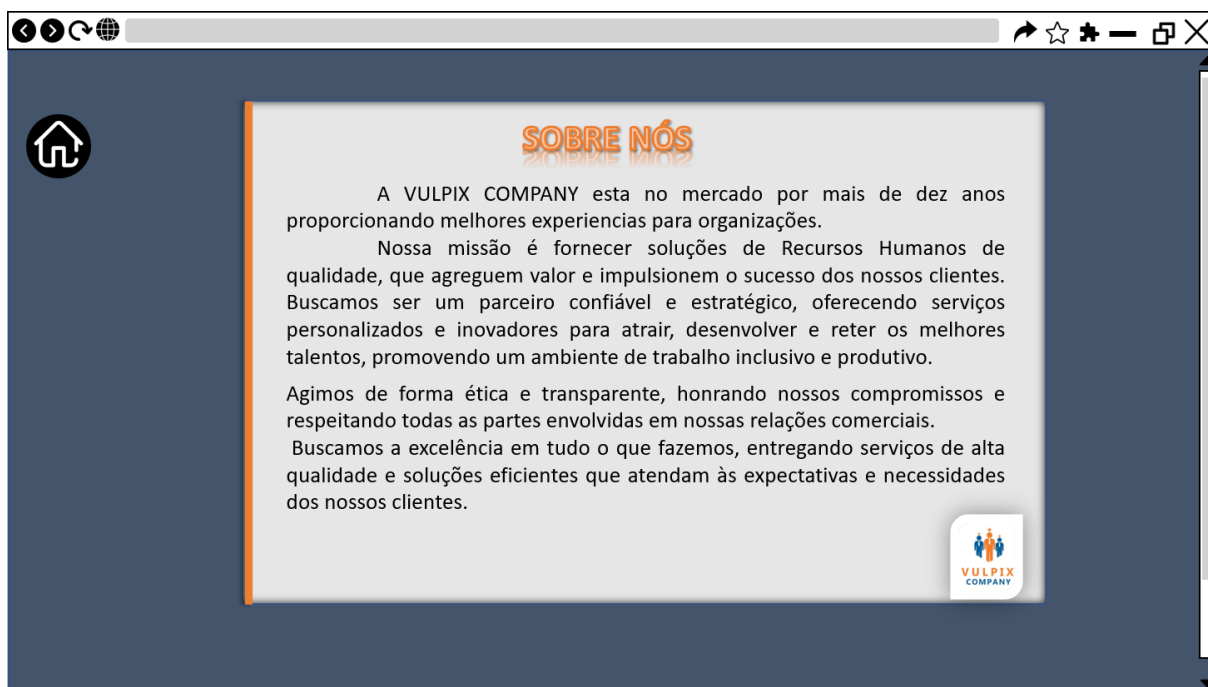 SOBRE NÓS
A VULPIX COMPANY esta no mercado por mais de dez anos
proporcionando melhores experiencias para organizações.
Nossa missão é fornecer soluções de Recursos Humanos de
qualidade, que agreguem valor e impulsionem o sucesso dos nossos clientes.
Buscamos ser um parceiro confiável e estratégico, oferecendo serviços
personalizados e inovadores para atrair, desenvolver e reter os melhores
talentos, promovendo um ambiente de trabalho inclusivo e produtivo.
Agimos de forma ética e transparente, honrando nossos compromissos e
respeitando todas as partes envolvidas em nossas relações comerciais.
Buscamos a excelência em tudo o que fazemos, entregando serviços de alta
qualidade e soluções eficientes que atendam às expectativas e necessidades
dos nossos clientes.
VULPIX
COMPANY